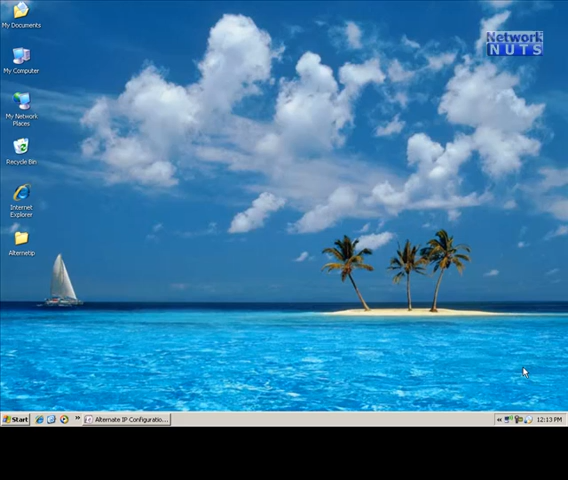 My Documents
Network
NUTS
My Computer
My Network
Places
Recycle Bin
Internet
Explorer
Alternetip
Start
Alternate IP Configuratio...
12:13 PM